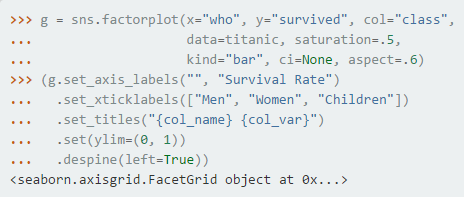 >>> g = sns.factorplot(x="who", y="survived", col="class",
...                    data=titanic, saturation=.5,
...                    kind="bar", ci=None, aspect=.6)
>>> (g.set_axis_labels("", "Survival Rate")
...   .set_xticklabels(["Men", "Women", "Children"])
...   .set_titles("{col_name} {col_var}")
...   .set(ylim=(0, 1))
...   .despine(left=True))
<seaborn.axisgrid.FacetGrid object at 0x...>